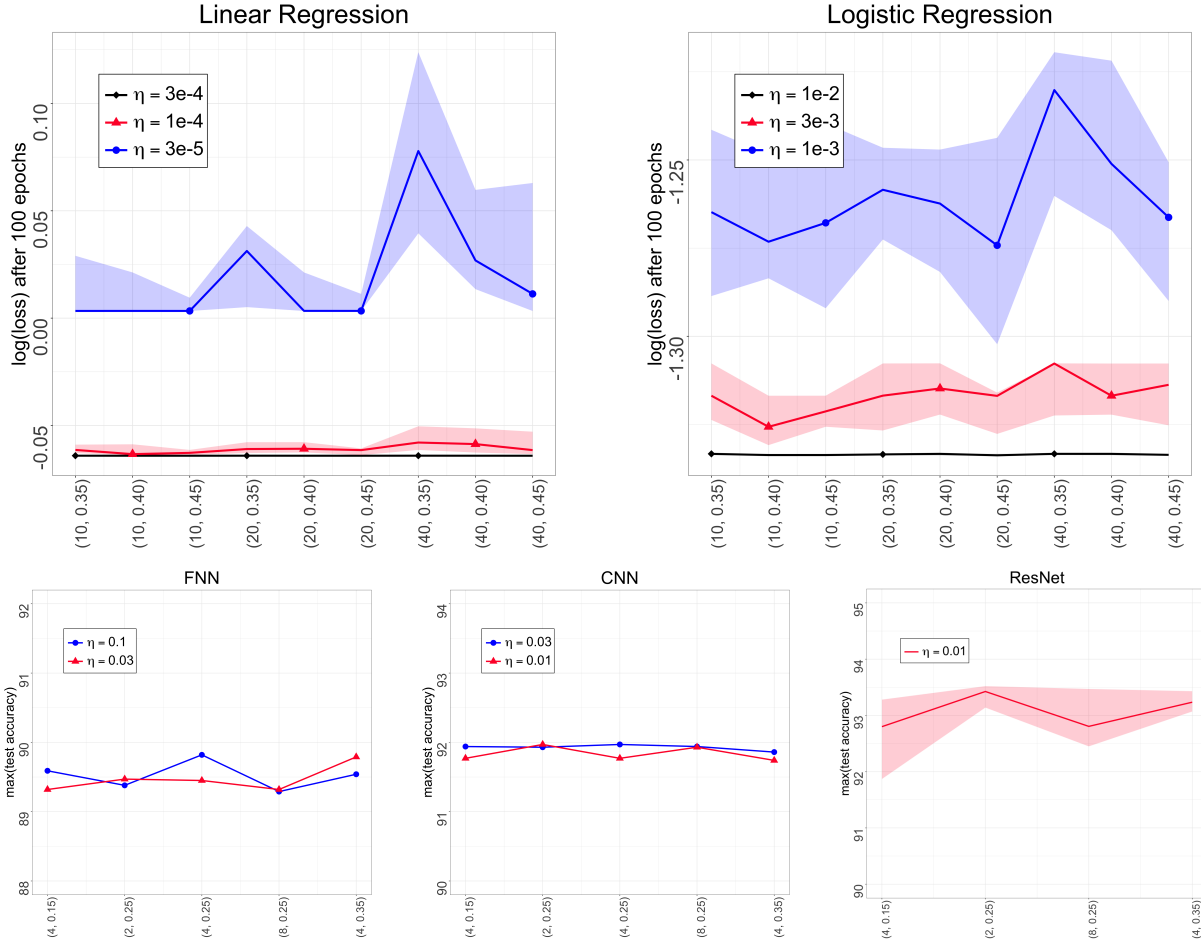 Linear Regression
log(loss) after 100 epochs
0.10
0.05
0.00
-0.05
η = 3e-4
η = 1e-4
η = 3e-5
(10, 0.35)
(10, 0.40)
(10, 0.45)
(20, 0.35)
(20, 0.40)
(20, 0.45)
(40, 0.35)
(40, 0.40)
(40, 0.45)
Logistic Regression
log(loss) after 100 epochs
-1.25
-1.30
η = 1e-2
η = 3e-3
η = 1e-3
(10, 0.35)
(10, 0.40)
(10, 0.45)
(20, 0.35)
(20, 0.40)
(20, 0.45)
(40, 0.35)
(40, 0.40)
(40, 0.45)
FNN
max(test accuracy)
92
91
90
89
88
η = 0.1
η = 0.03
(4, 0.15)
(2, 0.25)
(4, 0.25)
(8, 0.25)
(4, 0.35)
CNN
max(test accuracy)
94
93
92
91
90
η = 0.03
η = 0.01
(4, 0.15)
(2, 0.25)
(4, 0.25)
(8, 0.25)
(4, 0.35)
ResNet
max(test accuracy)
95
94
93
92
91
90
η = 0.01
(4, 0.15)
(2, 0.25)
(8, 0.25)
(4, 0.35)